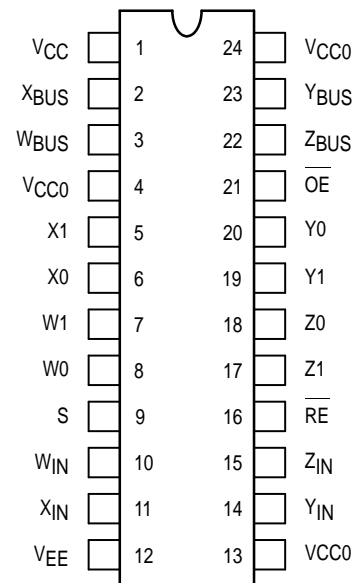 VCC 1 24 VCC0
XBUS 2 23 YBUS
WBUS 3 22 ZBUS
VCC0 4 21 OE
X1 5 20 Y0
X0 6 19 Y1
W1 7 18 Z0
W0 8 17 Z1
S 9 16 RE
WIN 10 15 ZIN
XIN 11 14 YIN
VEE 12 13 VCC0